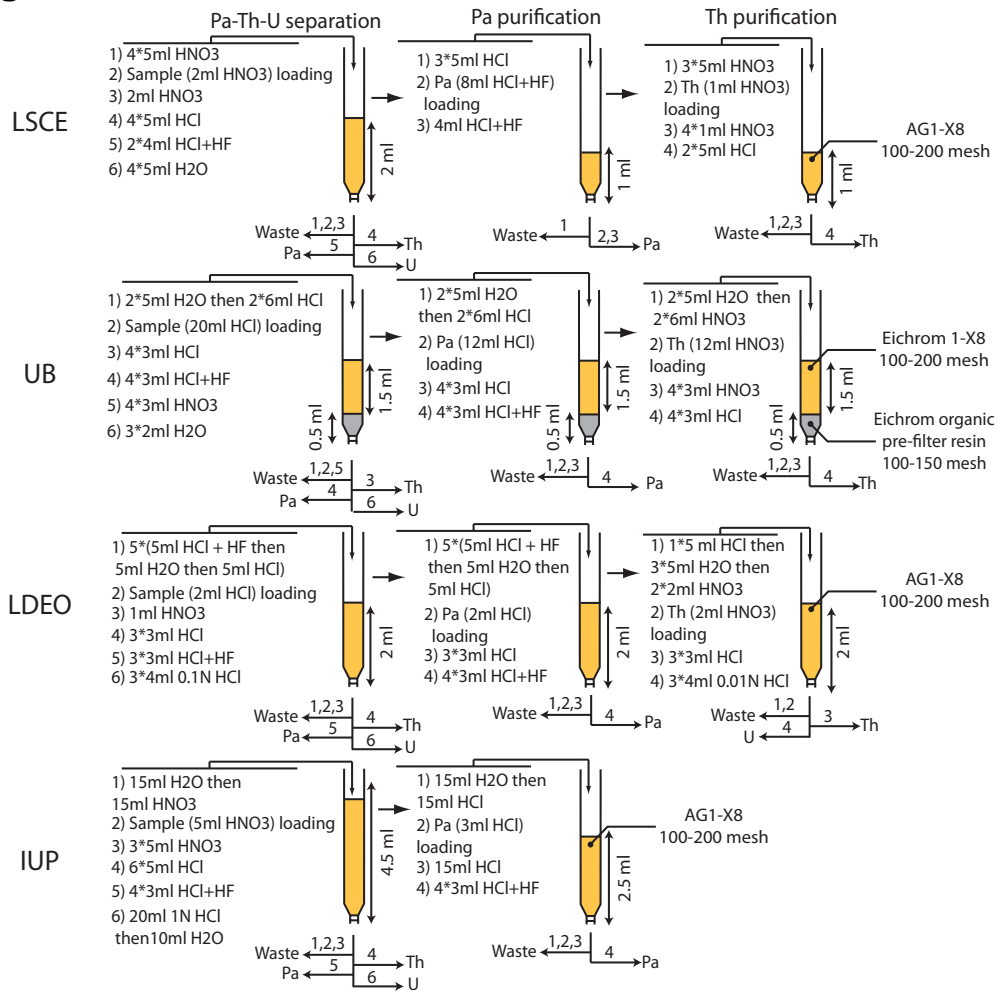 Pa-Th-U separation
Pa purification
Th purification
LSCE
1) 4*5ml HNO3
2) Sample (2ml HNO3) loading
3) 2ml HNO3
4) 4*5ml HCl
5) 2*4ml HCl+HF
6) 4*5ml H2O
2 ml
Waste
1,2,3
4
Th
Pa
5
6
U
1) 3*5ml HCl
2) Pa (8ml HCl+HF)
loading
3) 4ml HCl+HF
1 ml
Waste
1
2,3
Pa
1) 3*5ml HNO3
2) Th (1ml HNO3)
loading
3) 4*1ml HNO3
4) 2*5ml HCl
1 ml
AG1-X8
100-200 mesh
Waste
1,2,3
4
Th
UB
1) 2*5ml H2O then 2*6ml HCl
2) Sample (20ml HCl) loading
3) 4*3ml HCl
4) 4*3ml HCl+HF
5) 4*3ml HNO3
6) 3*2ml H2O
1.5 ml
0.5 ml
Waste
1,2,5
3
Th
Pa
4
6
U
1) 2*5ml H2O
then 2*6ml HCl
2) Pa (12ml HCl)
loading
3) 4*3ml HCl
4) 4*3ml HCl+HF
1.5 ml
0.5 ml
Waste
1,2,3
4
Pa
1) 2*5ml H2O then
2*6ml HNO3
2) Th (12ml HNO3)
loading
3) 4*3ml HNO3
4) 4*3ml HCl
1.5 ml
0.5 ml
Eichrom 1-X8
100-200 mesh
Eichrom organic
pre-filter resin
100-150 mesh
Waste
1,2,3
4
Th
LDEO
1) 5*(5ml HCl + HF then
5ml H2O then 5ml HCl)
2) Sample (2ml HCl) loading
3) 1ml HNO3
4) 3*3ml HCl
5) 3*3ml HCl+HF
6) 3*4ml 0.1N HCl
2 ml
Waste
1,2,3
4
Th
Pa
5
6
U
1) 5*(5ml HCl + HF
then 5ml H2O then
5ml HCl)
2) Pa (2ml HCl)
loading
3) 3*3ml HCl
4) 4*3ml HCl+HF
2 ml
Waste
1,2,3
4
Pa
1) 1*5 ml HCl then
3*5ml H2O then
2*2ml HNO3
2) Th (2ml HNO3)
loading
3) 3*3ml HCl
4) 3*4ml 0.01N HCl
2 ml
AG1-X8
100-200 mesh
Waste
1,2
3
Th
U
4
IUP
1) 15ml H2O then
15ml HNO3
2) Sample (5ml HNO3) loading
3) 3*5ml HNO3
4) 6*5ml HCl
5) 4*3ml HCl+HF
6) 20ml 1N HCl
then10ml H2O
4.5 ml
Waste
1,2,3
4
Th
Pa
5
6
U
1) 15ml H2O then
15ml HCl
2) Pa (3ml HCl)
loading
3) 15ml HCl
4) 4*3ml HCl+HF
2.5 ml
AG1-X8
100-200 mesh
Waste
1,2,3
4
Pa